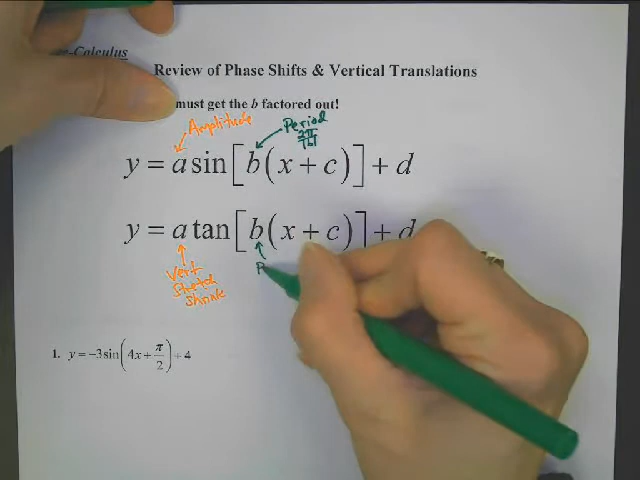 -Calculus
Review of Phase Shifts & Vertical Translations
must get the b factored out!
Amplitude
Period
2π/|b|
y = a sin[b(x + c)] + d
y = a tan[b(x + c)] + d
Vert
Stretch
Shrink
P
1. y = -3sin(4x + π/2) + 4